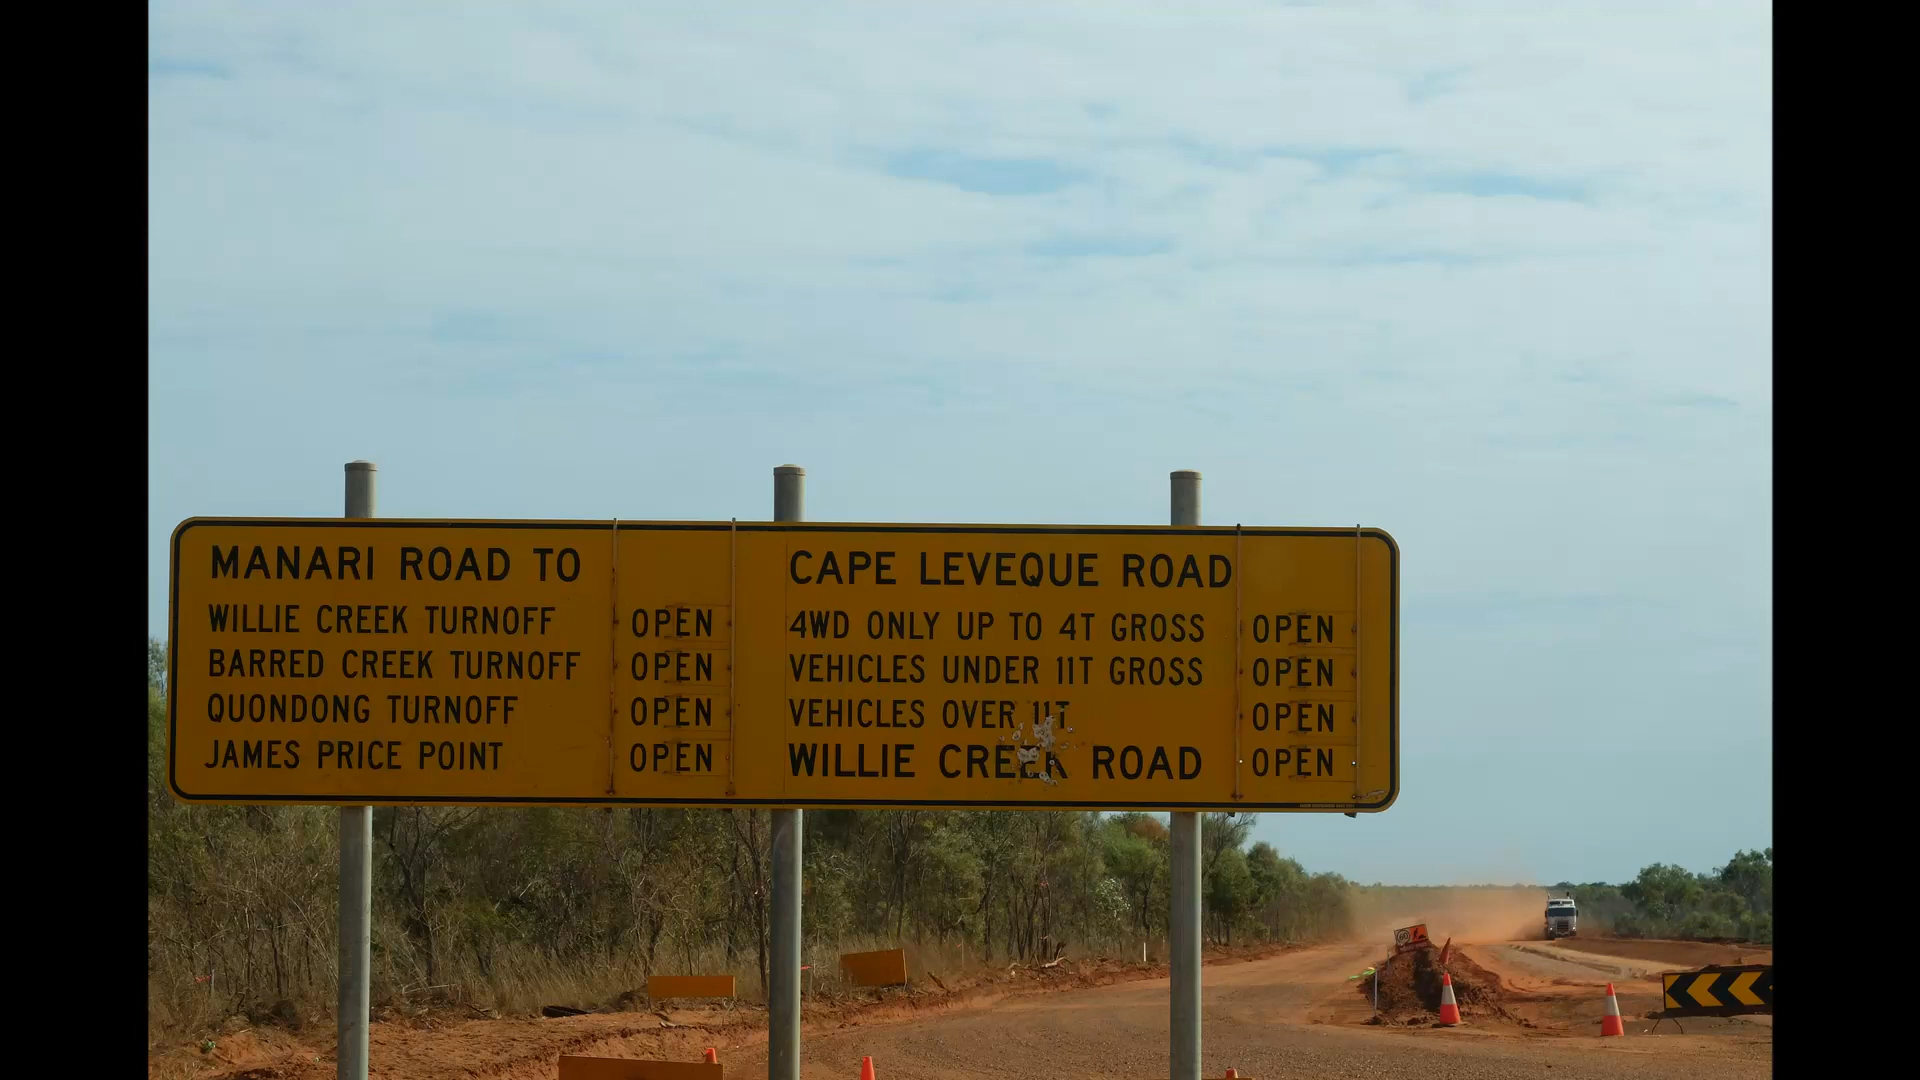 MANARI ROAD TO
WILLIE CREEK TURNOFF OPEN
BARRED CREEK TURNOFF OPEN
QUONDONG TURNOFF OPEN
JAMES PRICE POINT OPEN
CAPE LEVEQUE ROAD
4WD ONLY UP TO 4T GROSS OPEN
VEHICLES UNDER 11T GROSS OPEN
VEHICLES OVER 11T OPEN
WILLIE CREEK ROAD OPEN